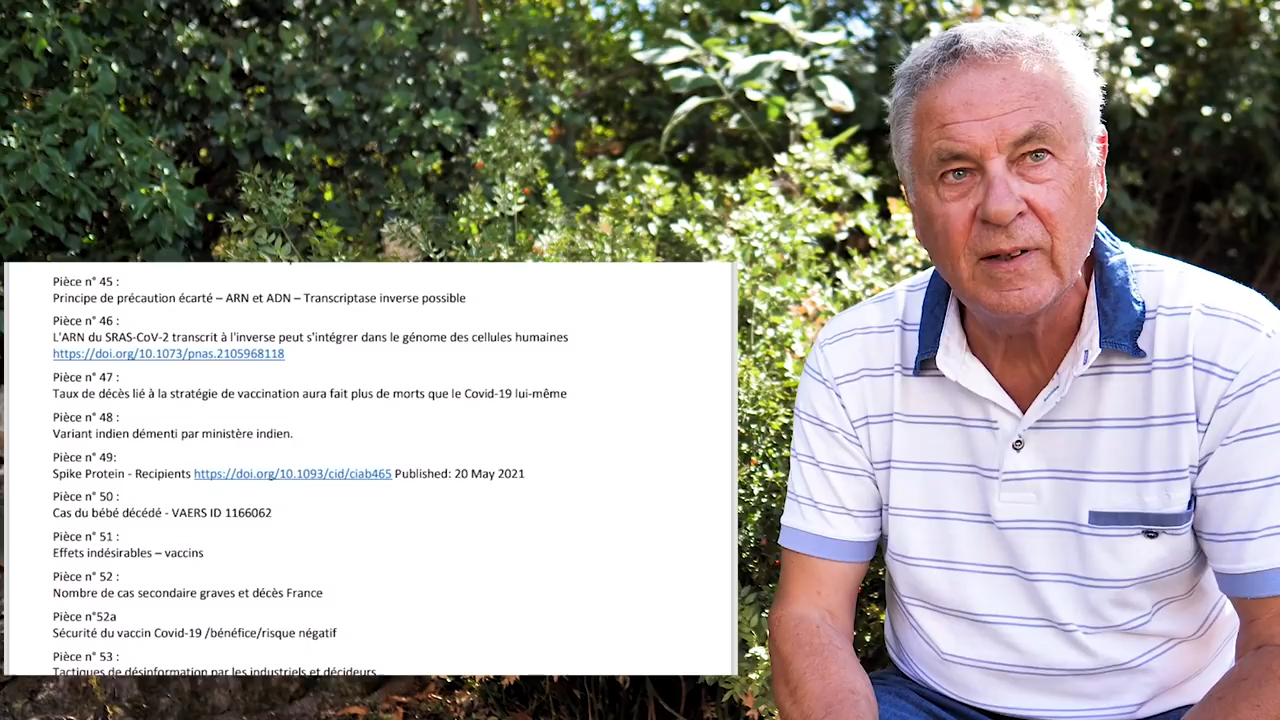 Pièce n° 45 :
Principe de précaution écarté – ARN et ADN – Transcriptase inverse possible
Pièce n° 46 :
L'ARN du SRAS-CoV-2 transcrit à l'inverse peut s'intégrer dans le génome des cellules humaines
https://doi.org/10.1073/pnas.2105968118
Pièce n° 47 :
Taux de décès lié à la stratégie de vaccination aura fait plus de morts que le Covid-19 lui-même
Pièce n° 48 :
Variant indien démenti par ministère indien.
Pièce n° 49:
Spike Protein - Recipients https://doi.org/10.1093/cid/ciab465 Published: 20 May 2021
Pièce n° 50 :
Cas du bébé décédé - VAERS ID 1166062
Pièce n° 51 :
Effets indésirables – vaccins
Pièce n° 52 :
Nombre de cas secondaire graves et décès France
Pièce n°52a
Sécurité du vaccin Covid-19 /bénéfice/risque négatif
Pièce n° 53 :
Tactiques de désinformation par les industriels et décideurs